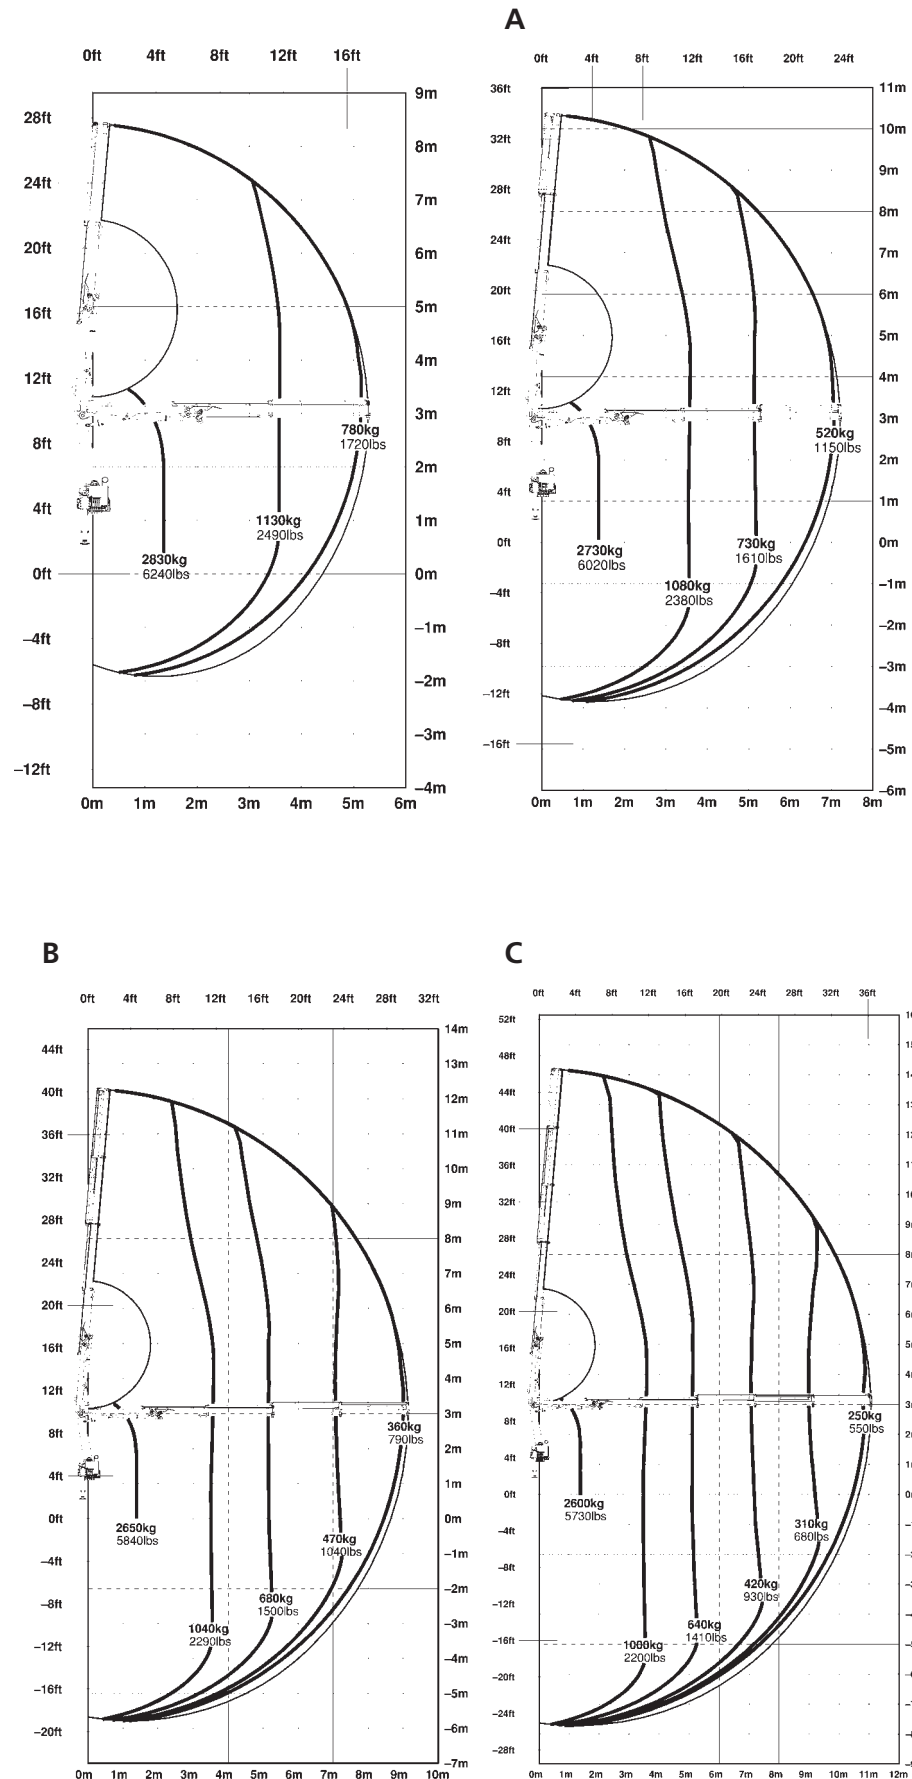 A
0ft 4ft 8ft 12ft 16ft
9m
28ft
8m
24ft
7m
20ft
6m
16ft
5m
12ft
4m
3m
8ft
780kg
1720lbs
2m
4ft
1130kg
2490lbs
1m
2830kg
6240lbs
0ft
0m
–4ft
–1m
–2m
–8ft
–3m
–12ft
–4m
0m 1m 2m 3m 4m 5m 6m
0ft 4ft 8ft 12ft 16ft 20ft 24ft
36ft
11m
10m
32ft
9m
28ft
8m
24ft
7m
20ft
6m
16ft
5m
4m
12ft
3m
8ft
520kg
1150lbs
4ft
1m
0ft
0m
730kg
1610lbs
2730kg
6020lbs
–4ft
–1m
1080kg
2380lbs
–2m
–8ft
–3m
–12ft
–4m
–16ft
–5m
–6m
0m 1m 2m 3m 4m 5m 6m 7m 8m
B
0ft 4ft 8ft 12ft 16ft 20ft 24ft 28ft 32ft
14m
44ft
13m
40ft
12m
36ft
11m
32ft
10m
9m
28ft
8m
24ft
7m
20ft
6m
16ft
5m
4m
12ft
3m
8ft
360kg
790lbs
2m
4ft
1m
0ft
0m
2650kg
5840lbs
470kg
1040lbs
–4ft
–1m
–2m
–8ft
680kg
1500lbs
–3m
1040kg
2290lbs
–12ft
–4m
–16ft
–5m
–20ft
–6m
–7m
0m 1m 2m 3m 4m 5m 6m 7m 8m 9m 10m
C
0ft 4ft 8ft 12ft 16ft 20ft 24ft 28ft 32ft 36ft
52ft
48ft
44ft
40ft
36ft
32ft
28ft
24ft
20ft
16ft
12ft
8ft
250kg
550lbs
4ft
0ft
2600kg
5730lbs
310kg
680lbs
–4ft
–8ft
420kg
930lbs
–12ft
640kg
1410lbs
–16ft
1000kg
2200lbs
–20ft
–24ft
–28ft
0m 1m 2m 3m 4m 5m 6m 7m 8m 9m 10m 11m 12m